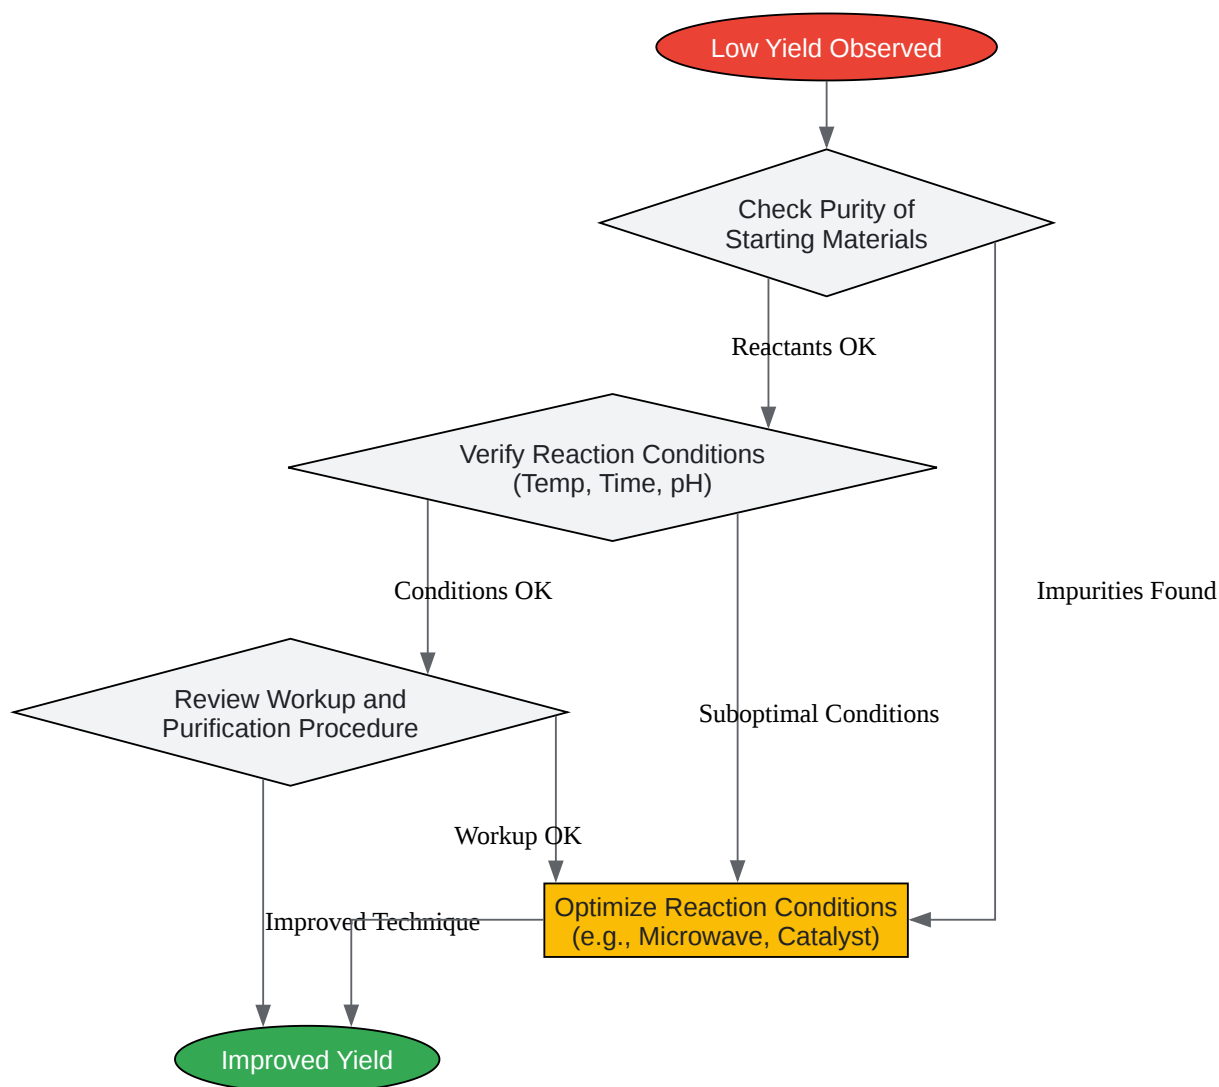 Low Yield Observed
Check Purity of
Starting Materials
Reactants OK
Verify Reaction Conditions
(Temp, Time, pH)
Conditions OK
Impurities Found
Review Workup and
Purification Procedure
Suboptimal Conditions
Workup OK
Improved Technique
Optimize Reaction Conditions
(e.g., Microwave, Catalyst)
Improved Yield